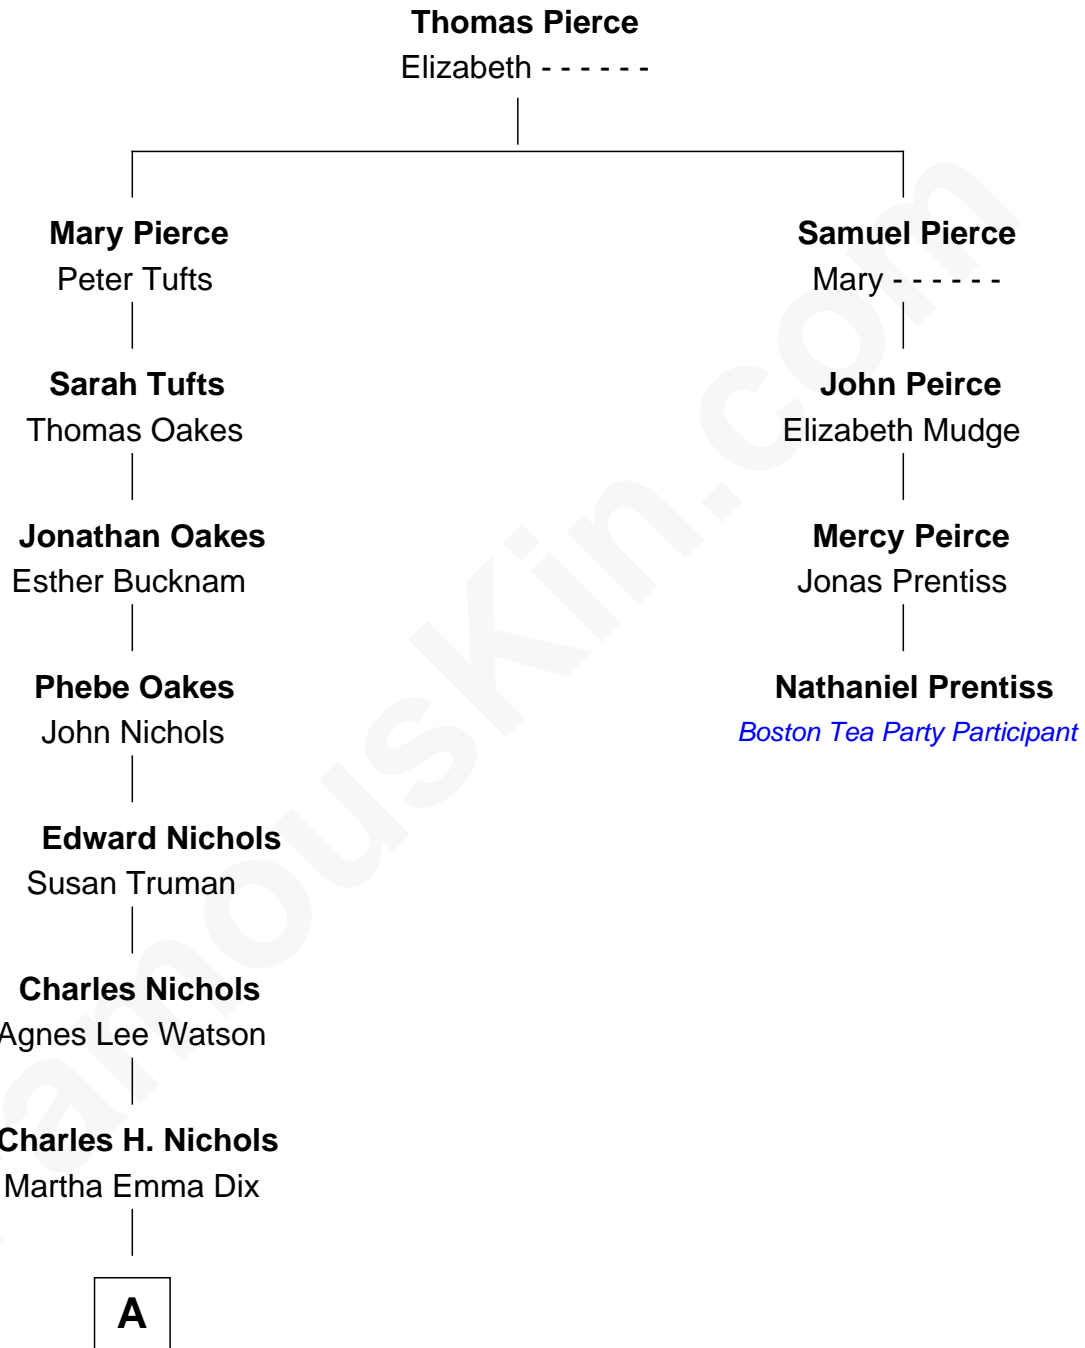 Thomas Pierce
Elizabeth - - - - - -
Mary Pierce
Peter Tufts
Samuel Pierce
Mary - - - - - -
Sarah Tufts
Thomas Oakes
John Peirce
Elizabeth Mudge
Jonathan Oakes
Esther Bucknam
Mercy Peirce
Jonas Prentiss
Phebe Oakes
John Nichols
Nathaniel Prentiss
Boston Tea Party Participant
Edward Nichols
Susan Truman
Charles Nichols
Agnes Lee Watson
Charles H. Nichols
Martha Emma Dix
A
amouskin.com